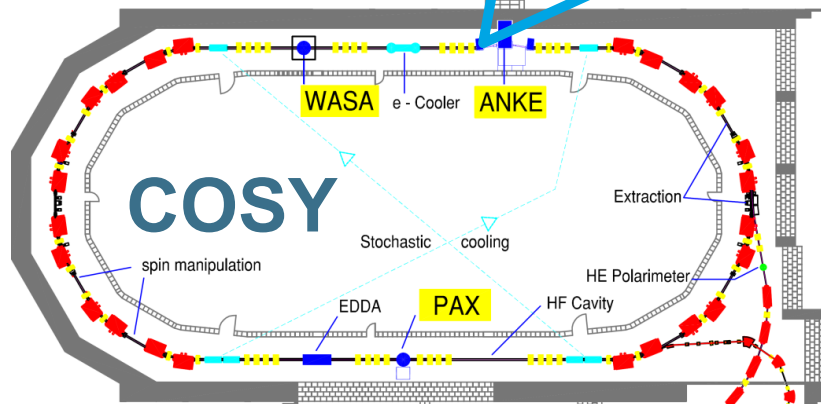 WASA
e - Cooler
ANKE
COSY
Extraction
Stochastic cooling
spin manipulation
HE Polarimeter
EDDA
PAX
HF Cavity